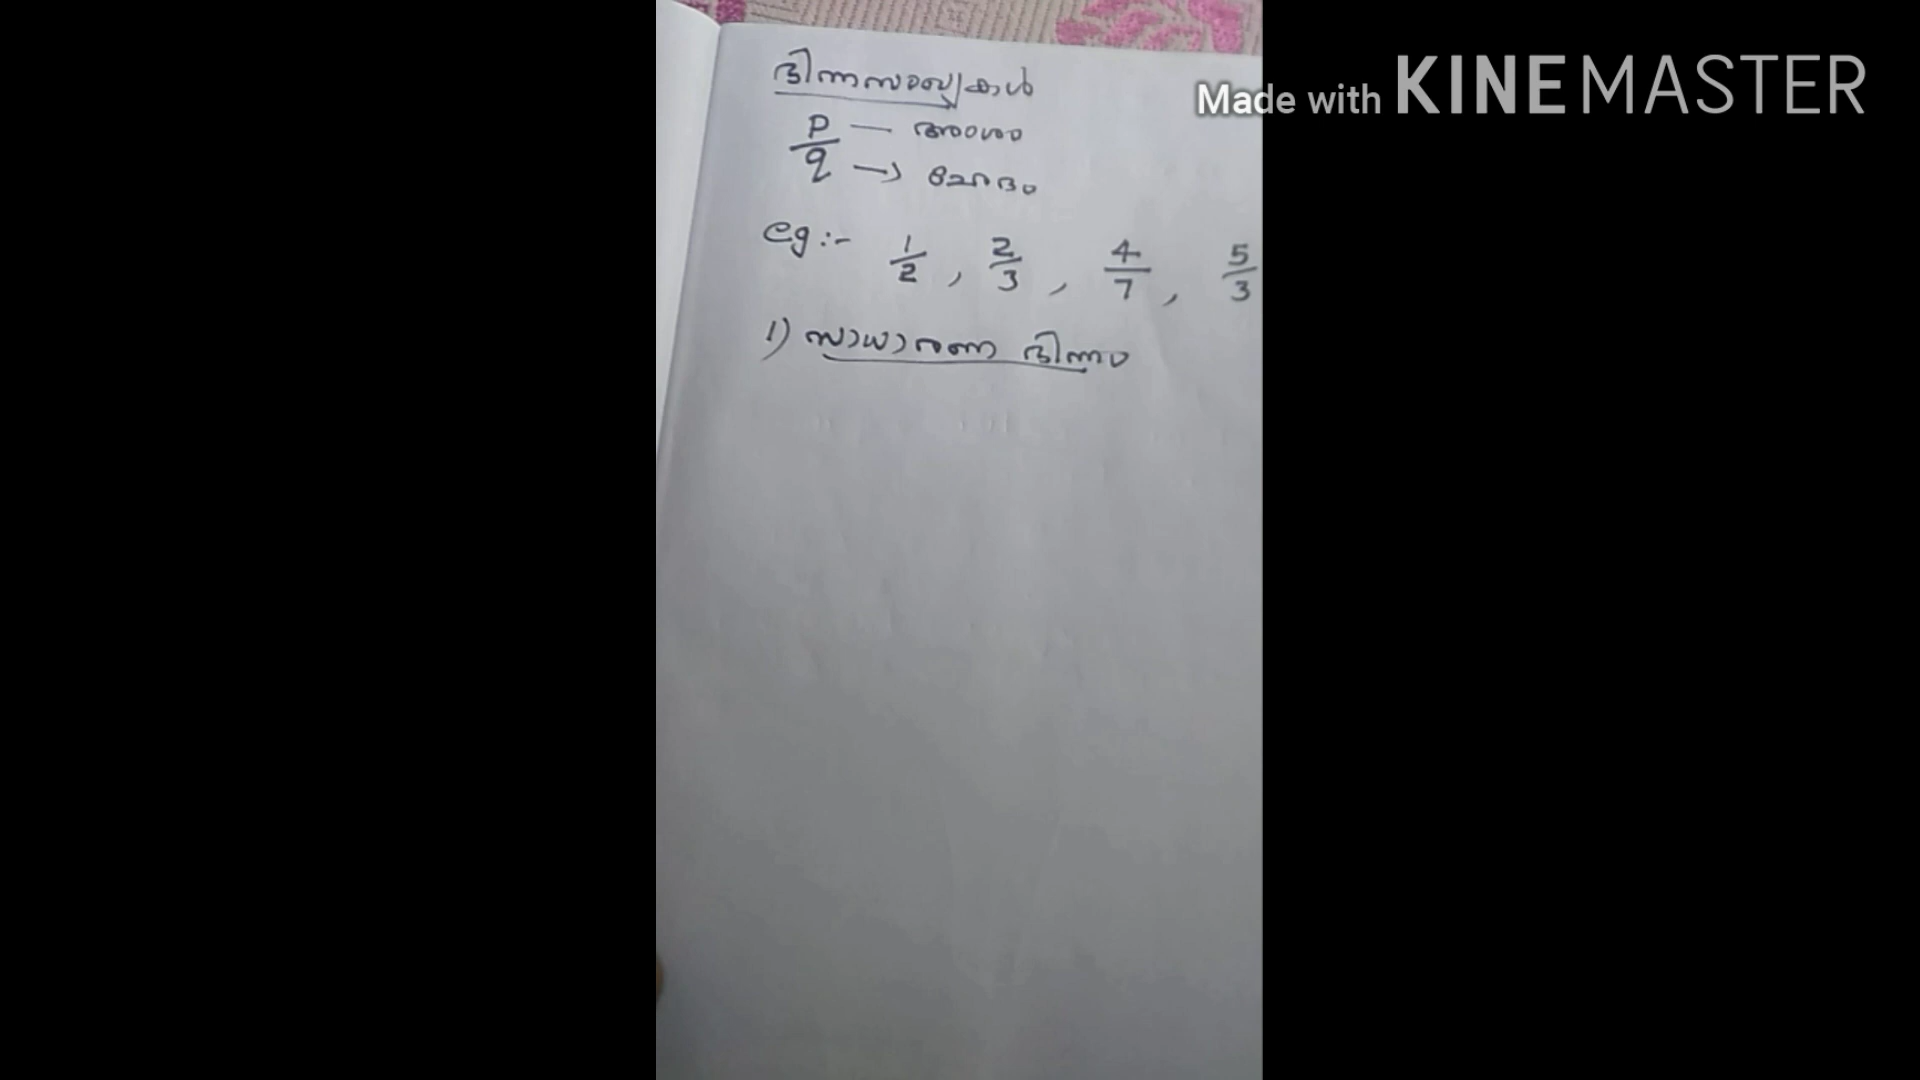 ഭിന്നസംഖ്യകൾ
P/q — അംശം
→ ഛേദം
eg:- 1/2, 2/3, 4/7, 5/3
1) സാധാരണ ഭിന്നം
Made with KINEMASTER